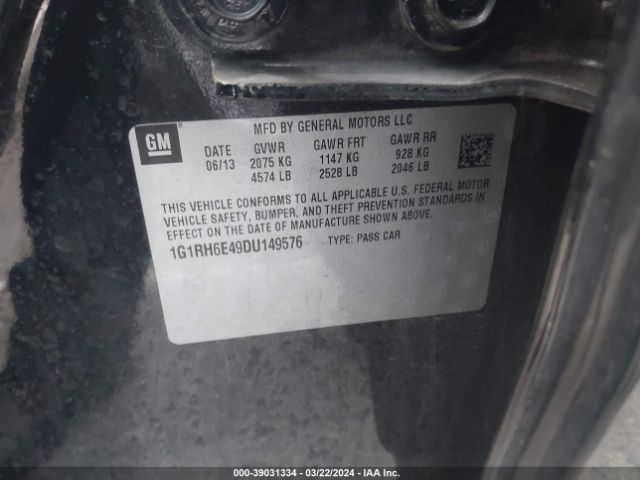 GM
MFD BY GENERAL MOTORS LLC
DATE GVWR GAWR FRT GAWR RR
06/13 2075 KG 1147 KG 928 KG
4574 LB 2528 LB 2046 LB
THIS VEHICLE CONFORMS TO ALL APPLICABLE U.S. FEDERAL MOTOR
VEHICLE SAFETY, BUMPER, AND THEFT PREVENTION STANDARDS IN
EFFECT ON THE DATE OF MANUFACTURE SHOWN ABOVE.
1G1RH6E49DU149576 TYPE: PASS CAR
000-39031334 - 03/22/2024 - IAA Inc.